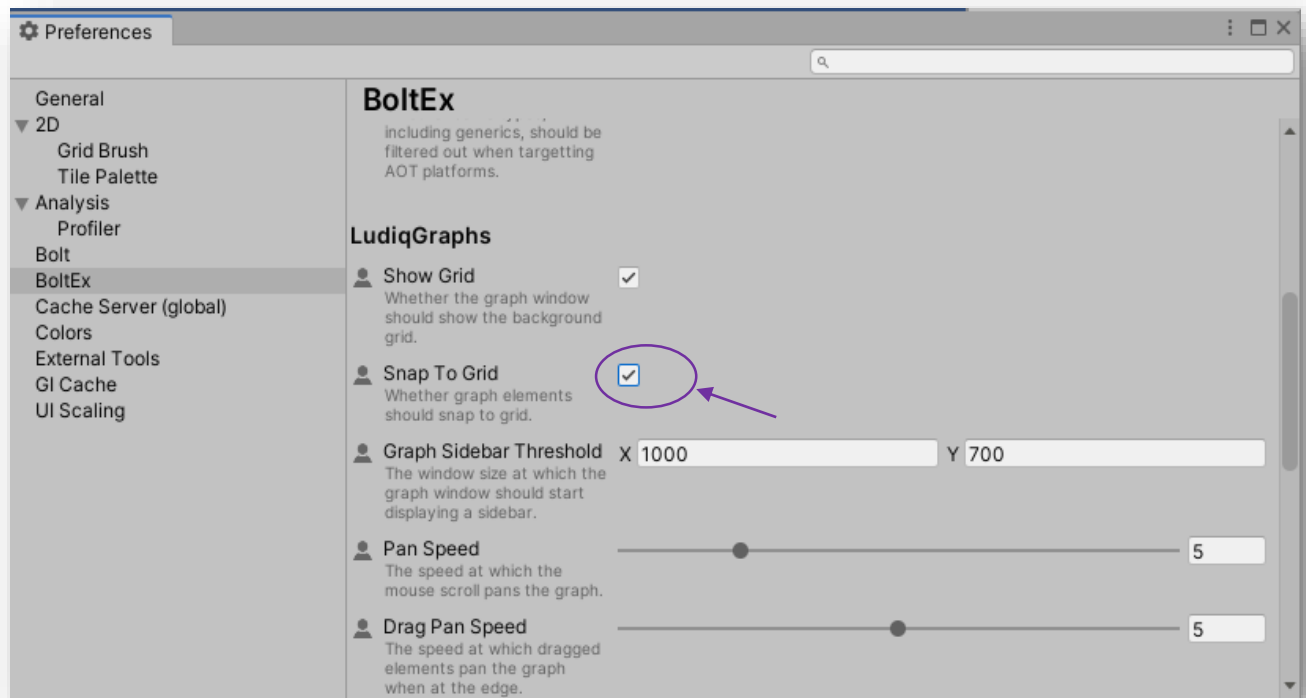 Preferences
General
2D
Grid Brush
Tile Palette
Analysis
Profiler
Bolt
BoltEx
Cache Server (global)
Colors
External Tools
GI Cache
UI Scaling
BoltEx
including generics, should be
filtered out when targetting
AOT platforms.
LudiqGraphs
Show Grid
Whether the graph window
should show the background
grid.
Snap To Grid
Whether graph elements
should snap to grid.
Graph Sidebar Threshold X 1000 Y 700
The window size at which the
graph window should start
displaying a sidebar.
Pan Speed 5
The speed at which the
mouse scroll pans the graph.
Drag Pan Speed 5
The speed at which dragged
elements pan the graph
when at the edge.